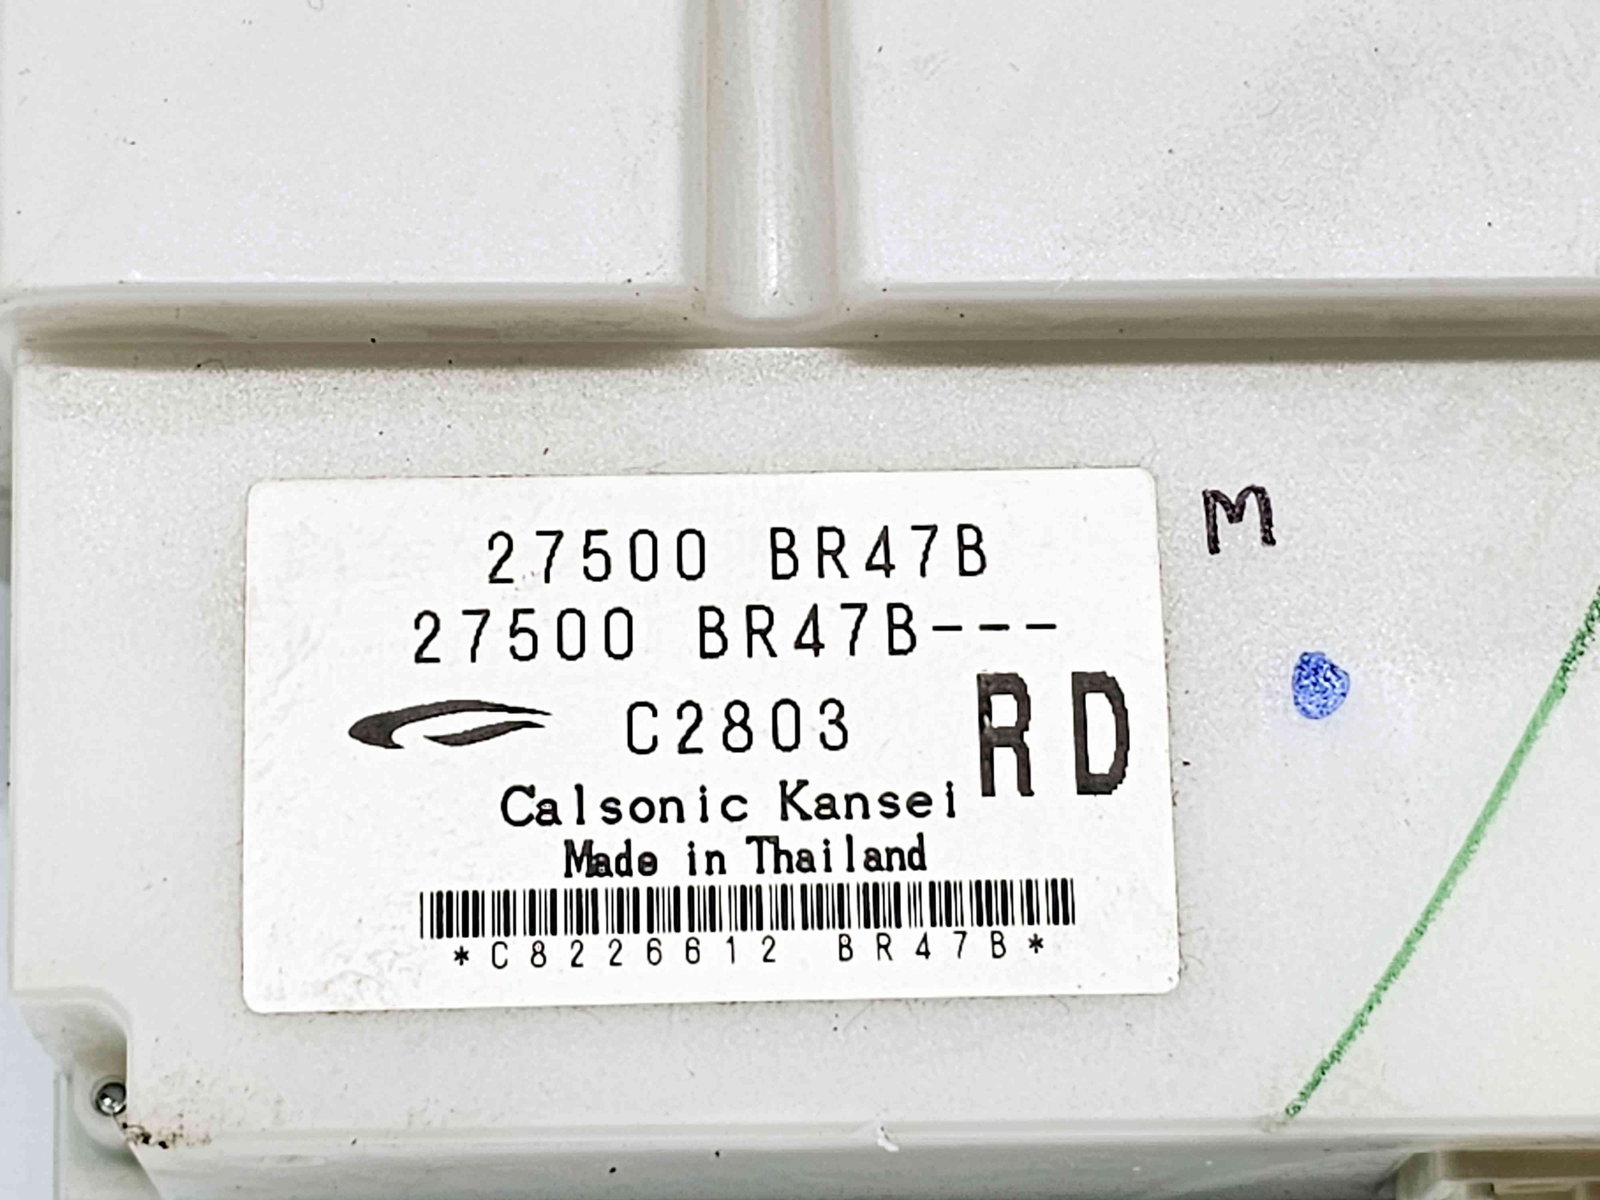 27500 BR47B
27500 BR47B---
C2803 RD
Calsonic Kansei
Made in Thailand
*C8226612 BR47B*
M